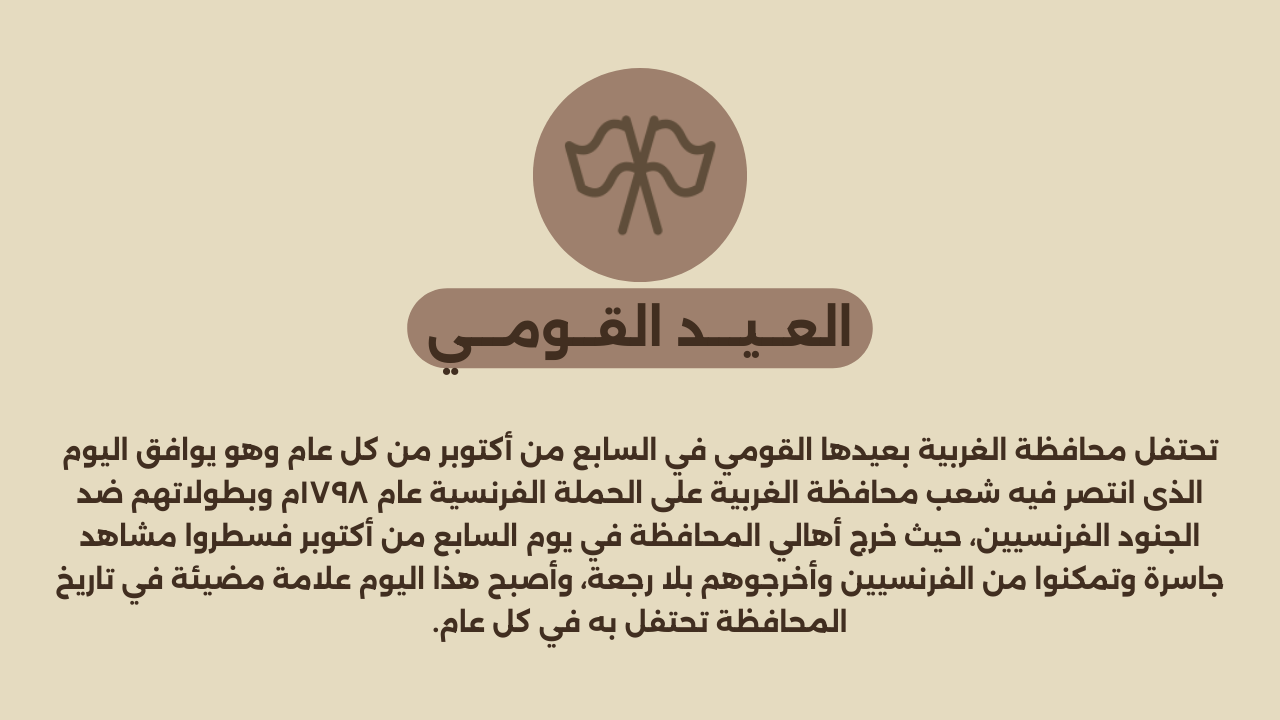 العـيـد القـومـي
تحتفل محافظة الغربية بعيدها القومي في السابع من أكتوبر من كل عام وهو يوافق اليوم
الذى انتصر فيه شعب محافظة الغربية على الحملة الفرنسية عام ١٧٩٨م وبطولاتهم ضد
الجنود الفرنسيين، حيث خرج أهالي المحافظة في يوم السابع من أكتوبر فسطروا مشاهد
جاسرة وتمكنوا من الفرنسيين وأخرجوهم بلا رجعة، وأصبح هذا اليوم علامة مضيئة في تاريخ
المحافظة تحتفل به في كل عام.